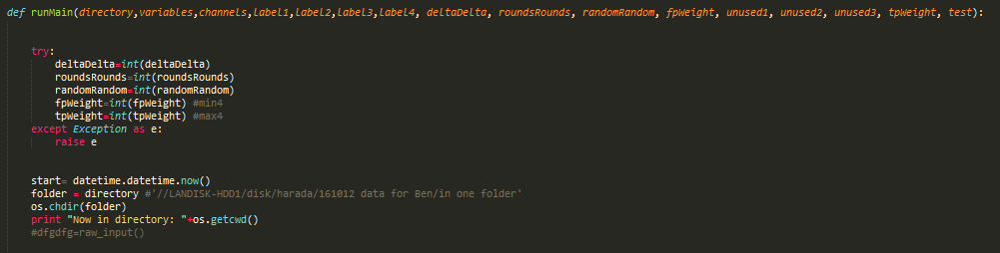 def runMain(directory,variables,channels,label1,label2,label3,label4, deltaDelta, roundsRounds, randomRandom, fpWeight, unused1, unused2, unused3, tpWeight, test):
try:
deltaDelta=int(deltaDelta)
roundsRounds=int(roundsRounds)
randomRandom=int(randomRandom)
fpWeight=int(fpWeight) #min4
tpWeight=int(tpWeight) #max4
except Exception as e:
raise e
start= datetime.datetime.now()
folder = directory #'//LANDISK-HDD1/disk/harada/161012 data for Ben/in one folder'
os.chdir(folder)
print "Now in directory: "+os.getcwd()
#dfgdfg=raw_input()